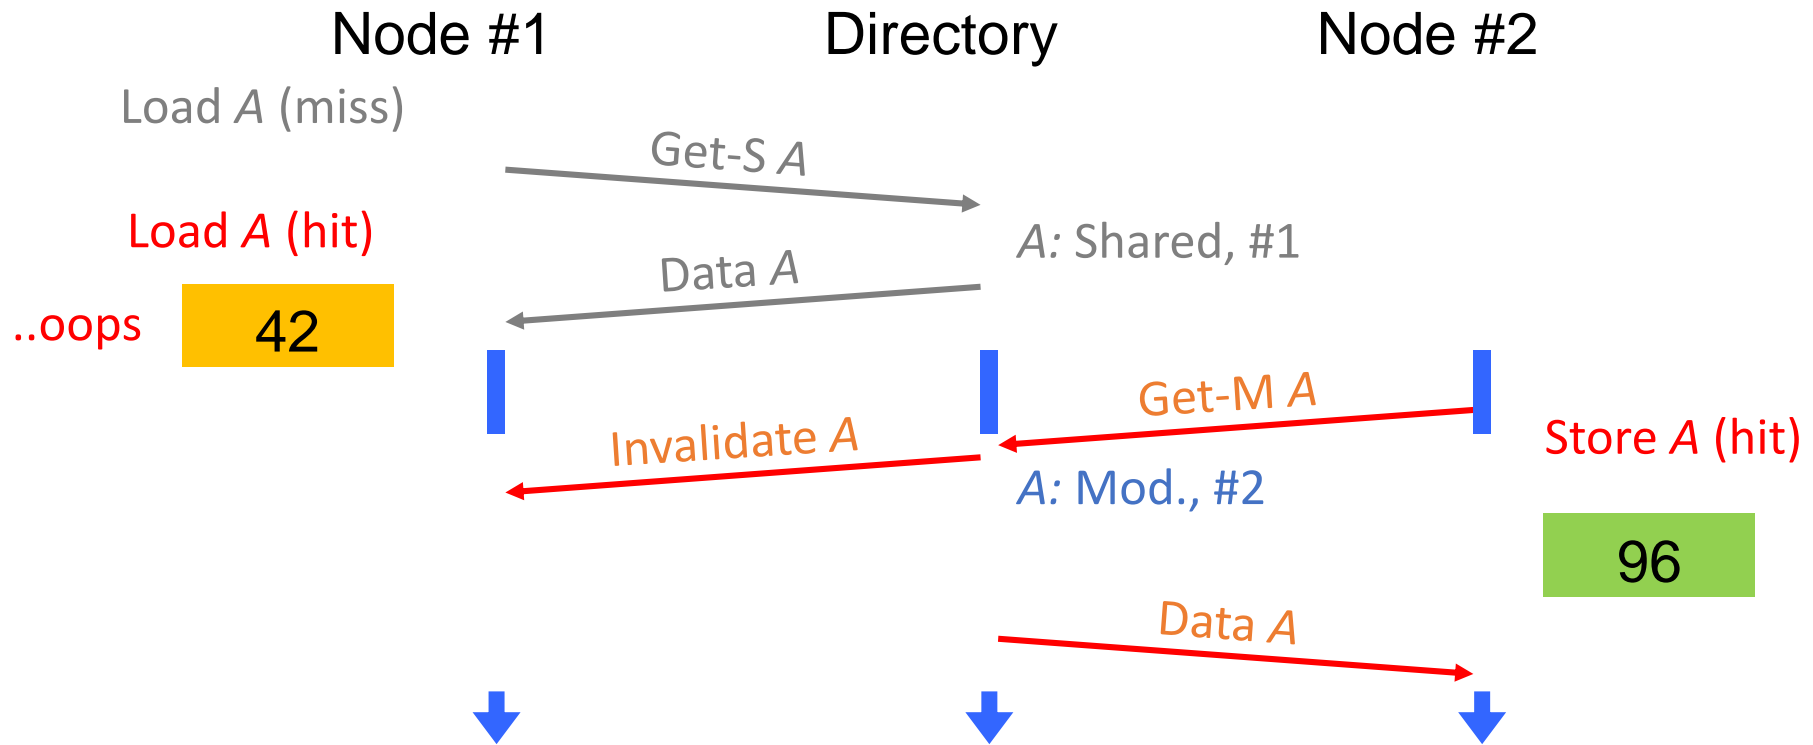 Node #1
Directory
Node #2
Load A (miss)
Get-S A
Load A (hit)
A: Shared, #1
Data A
..oops
42
Get-M A
Invalidate A
Store A (hit)
A: Mod., #2
96
Data A